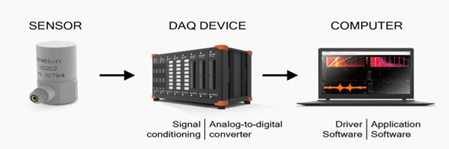 SENSOR
DAQ DEVICE
COMPUTER
Signal conditioning
Analog-to-digital converter
Driver Software
Application Software